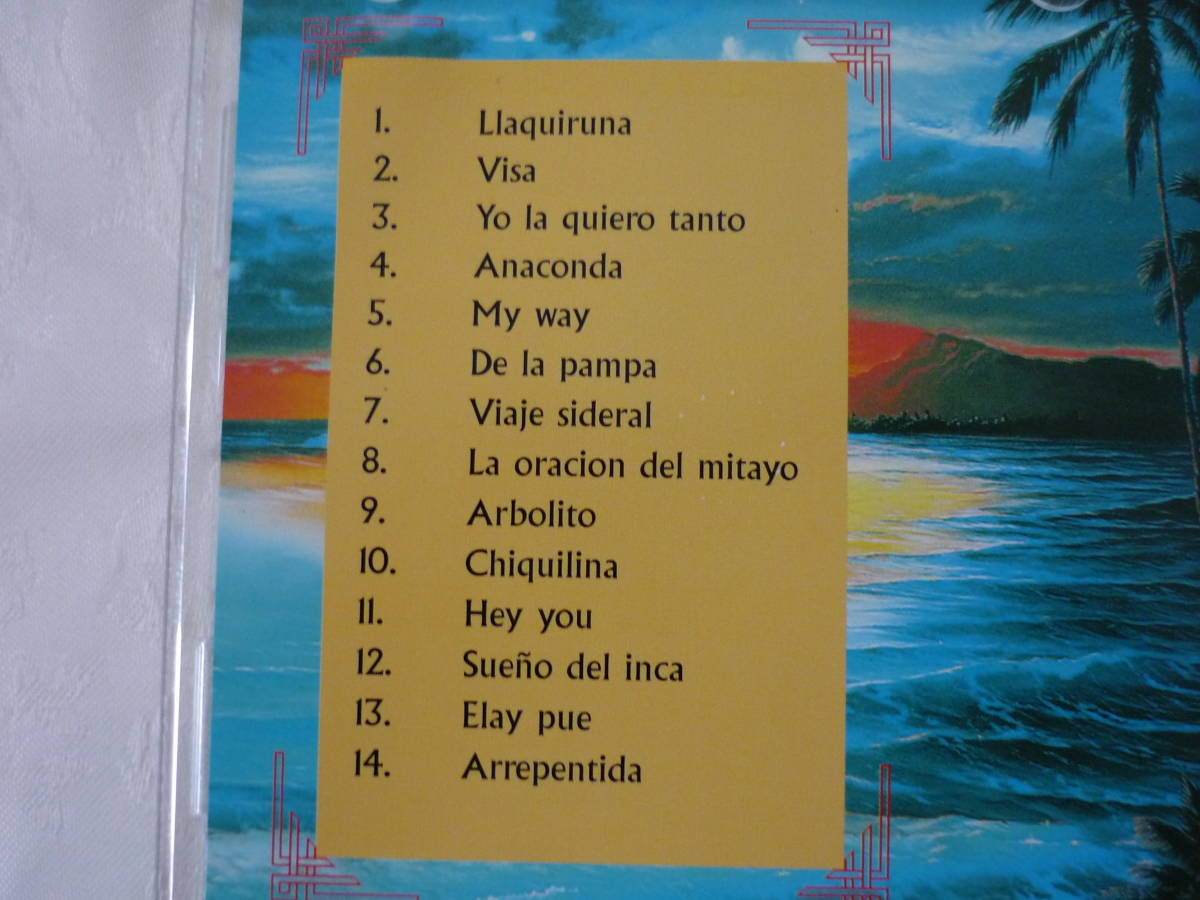 1. Llaquiruna
2. Visa
3. Yo la quiero tanto
4. Anaconda
5. My way
6. De la pampa
7. Viaje sideral
8. La oracion del mitayo
9. Arbolito
10. Chiquilina
11. Hey you
12. Sueño del inca
13. Elay pue
14. Arrepentida